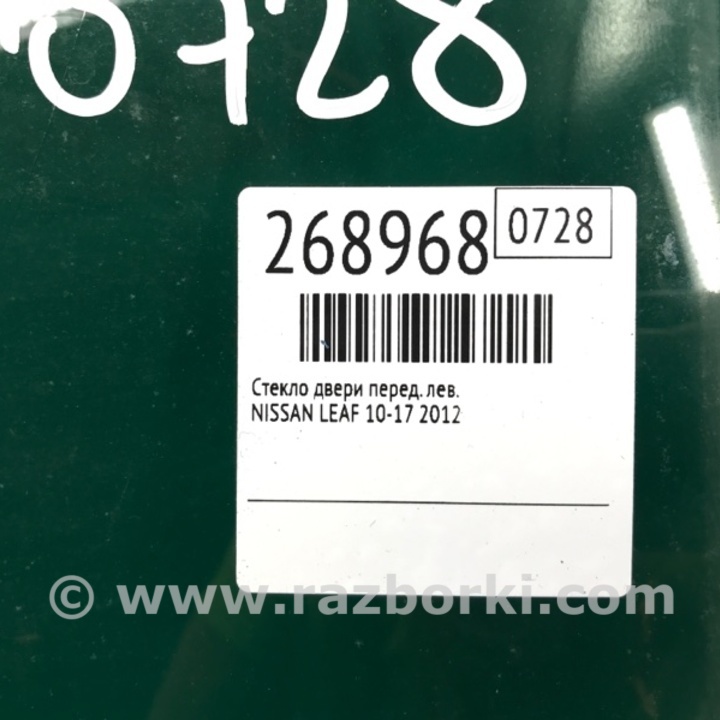 0728
268968 0728
Стекло двери перед. лев.
NISSAN LEAF 10-17 2012
© www.razborki.com